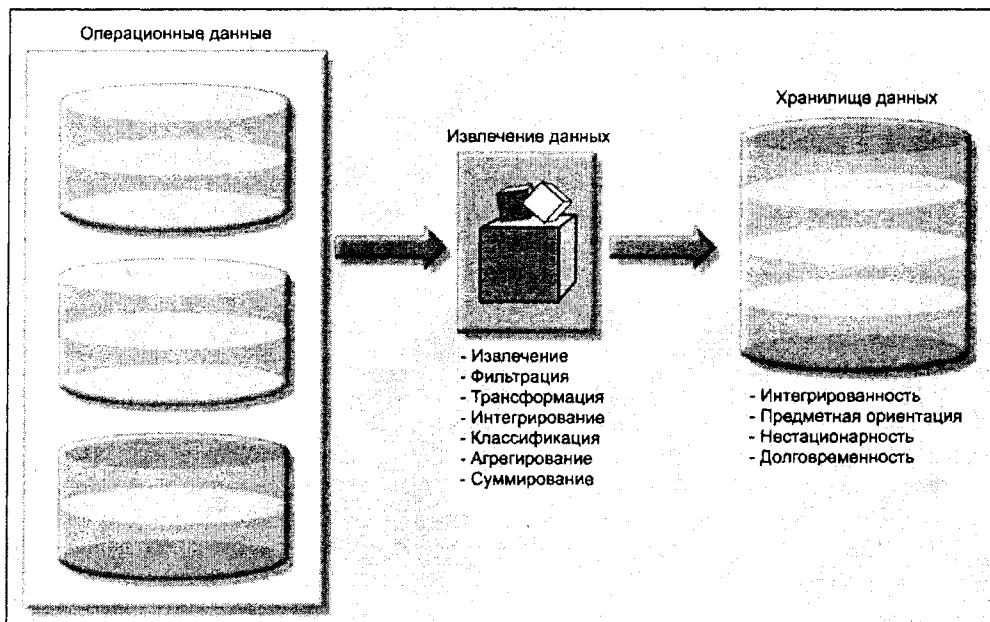 Операционные данные
Извлечение данных
- Извлечение
- Фильтрация
- Трансформация
- Интегрирование
- Классификация
- Агрегирование
- Суммирование
Хранилище данных
- Интегрированность
- Предметная ориентация
- Нестационарность
- Долговременность